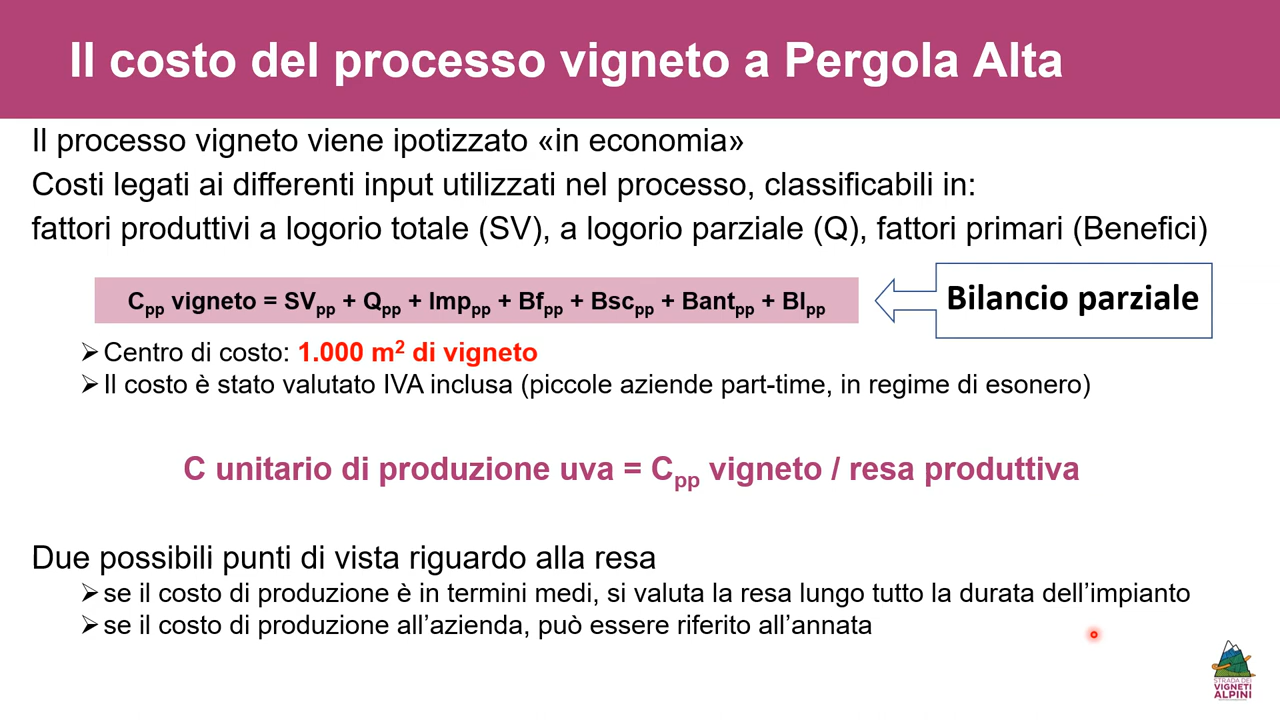 Il costo del processo vigneto a Pergola Alta
Il processo vigneto viene ipotizzato «in economia»
Costi legati ai differenti input utilizzati nel processo, classificabili in:
fattori produttivi a logorio totale (SV), a logorio parziale (Q), fattori primari (Benefici)
Cpp vigneto = SVpp + Qpp + Imppp + Bfpp + Bscpp + Bantpp + BIpp
Bilancio parziale
➢Centro di costo: 1.000 m² di vigneto
➢Il costo è stato valutato IVA inclusa (piccole aziende part-time, in regime di esonero)
C unitario di produzione uva = Cpp vigneto / resa produttiva
Due possibili punti di vista riguardo alla resa
➢se il costo di produzione è in termini medi, si valuta la resa lungo tutto la durata dell’impianto
➢se il costo di produzione all’azienda, può essere riferito all’annata
STRADA DEI
VIGNETI
ALPINI